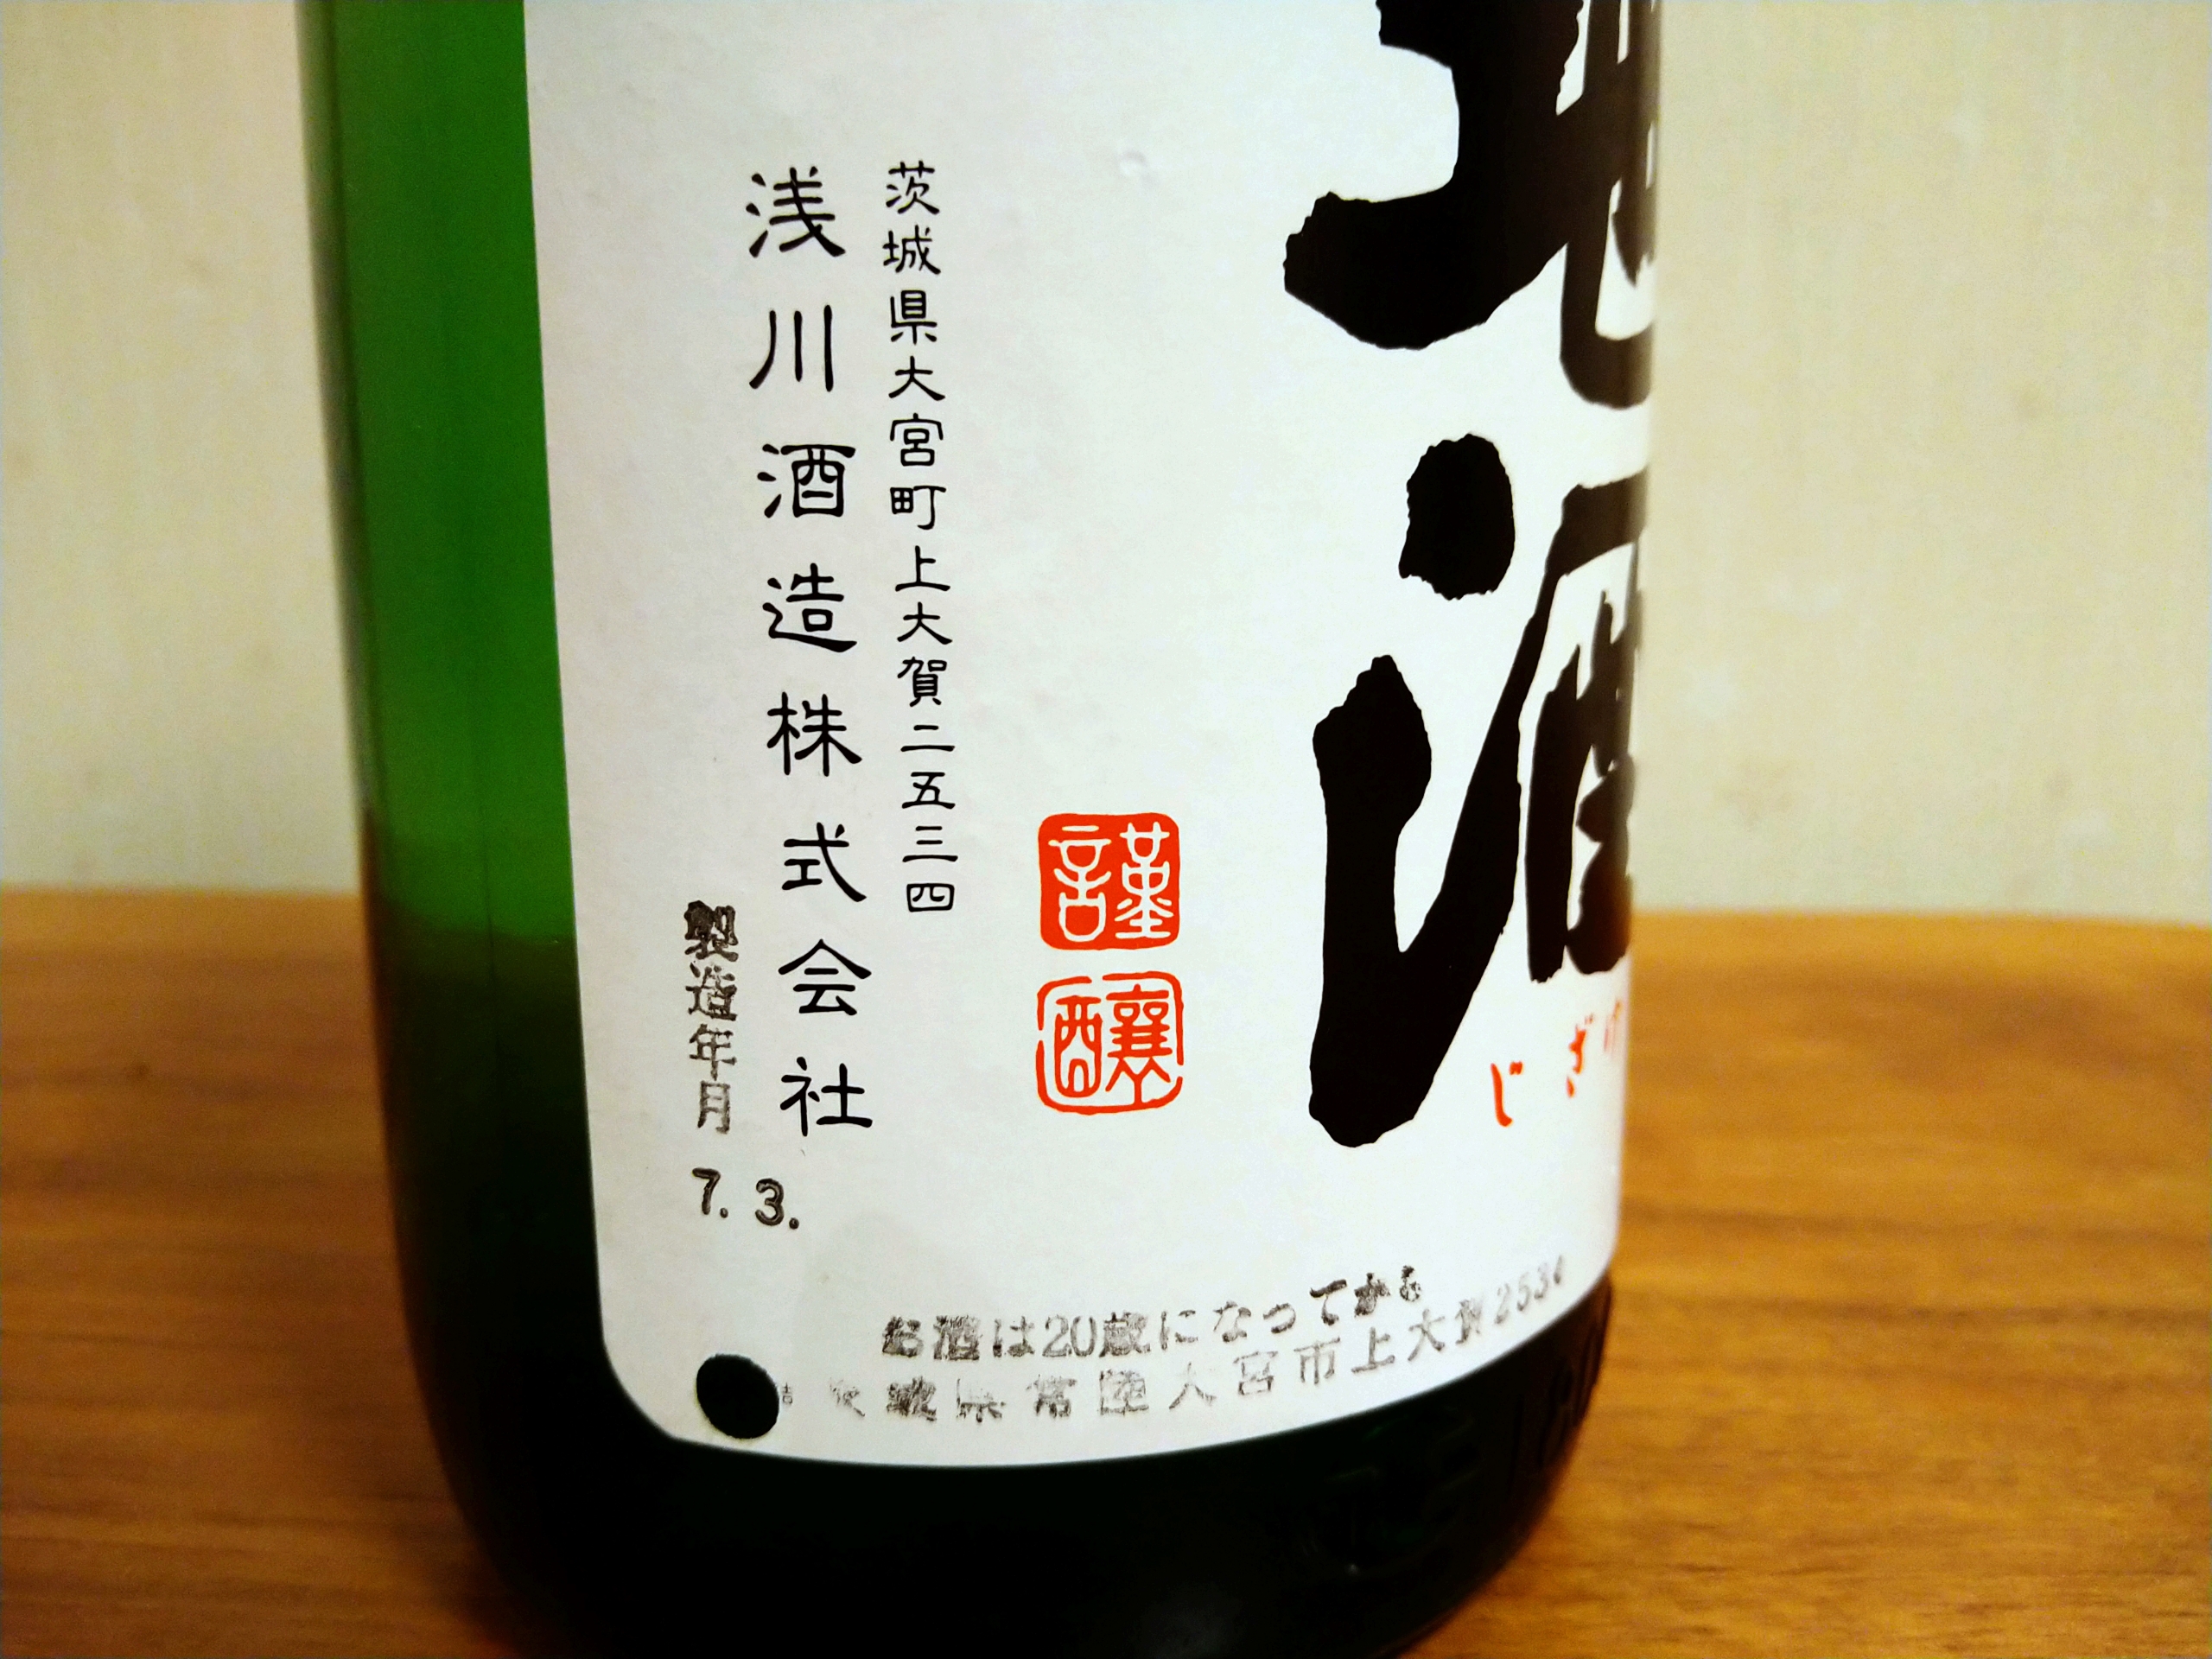 地酒
じざけ
謹
醸
茨城県大宮町上大賀二五三四
浅川酒造株式会社
製造年月
7. 3.
お酒は20歳になってから
茨城県常陸大宮市上大賀2534